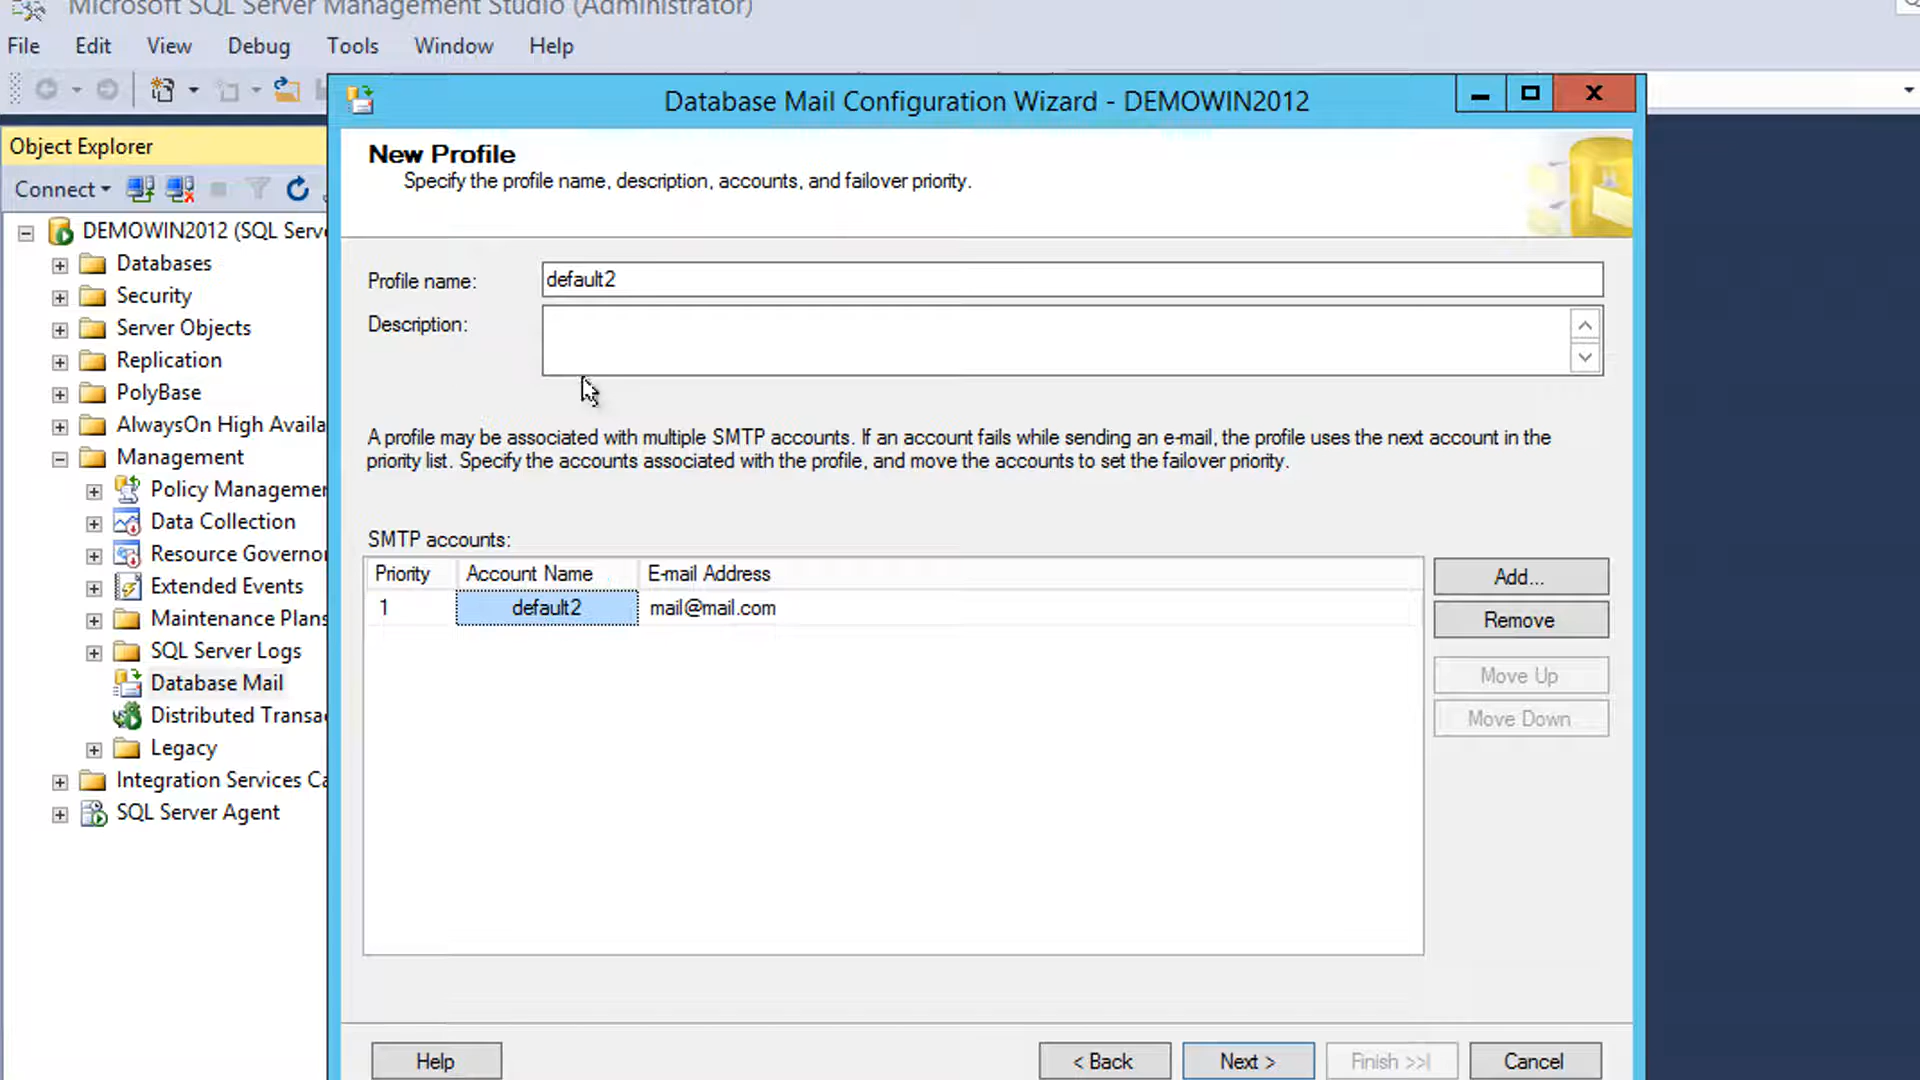 Microsoft SQL Server Management Studio (Administrator)
File Edit View Debug Tools Window Help
Database Mail Configuration Wizard - DEMOWIN2012
Object Explorer
Connect
DEMOWIN2012 (SQL Serv
Databases
Security
Server Objects
Replication
PolyBase
AlwaysOn High Availa
Management
Policy Managemen
Data Collection
Resource Governo
Extended Events
Maintenance Plans
SQL Server Logs
Database Mail
Distributed Transa
Legacy
Integration Services Ca
SQL Server Agent
New Profile
Specify the profile name, description, accounts, and failover priority.
Profile name: default2
Description:
A profile may be associated with multiple SMTP accounts. If an account fails while sending an e-mail, the profile uses the next account in the
priority list. Specify the accounts associated with the profile, and move the accounts to set the failover priority.
SMTP accounts:
Priority Account Name E-mail Address
1 default2 mail@mail.com
Add...
Remove
Move Up
Move Down
Help < Back Next > Finish >>| Cancel